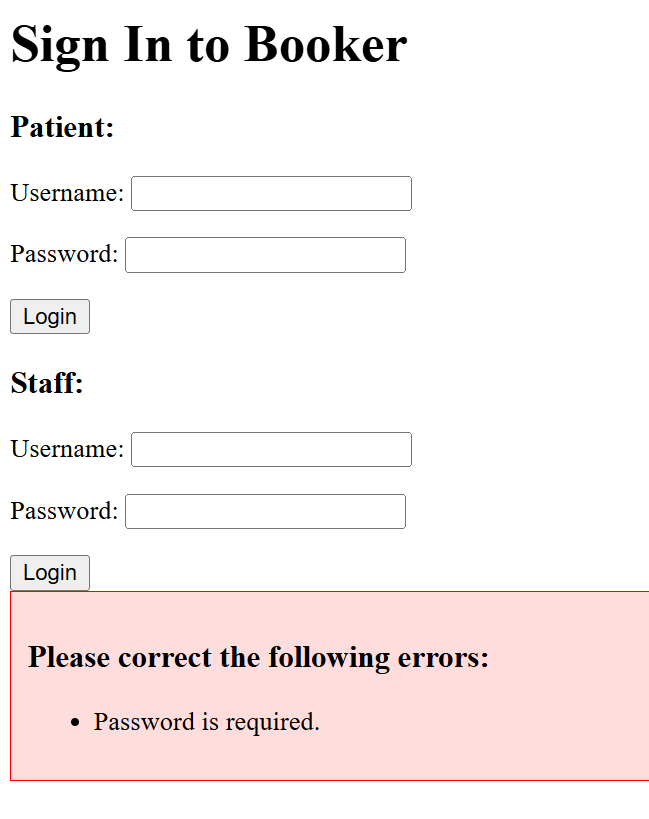 Sign In to Booker
Patient:
Username:
Password:
Login
Staff:
Username:
Password:
Login
Please correct the following errors:
• Password is required.